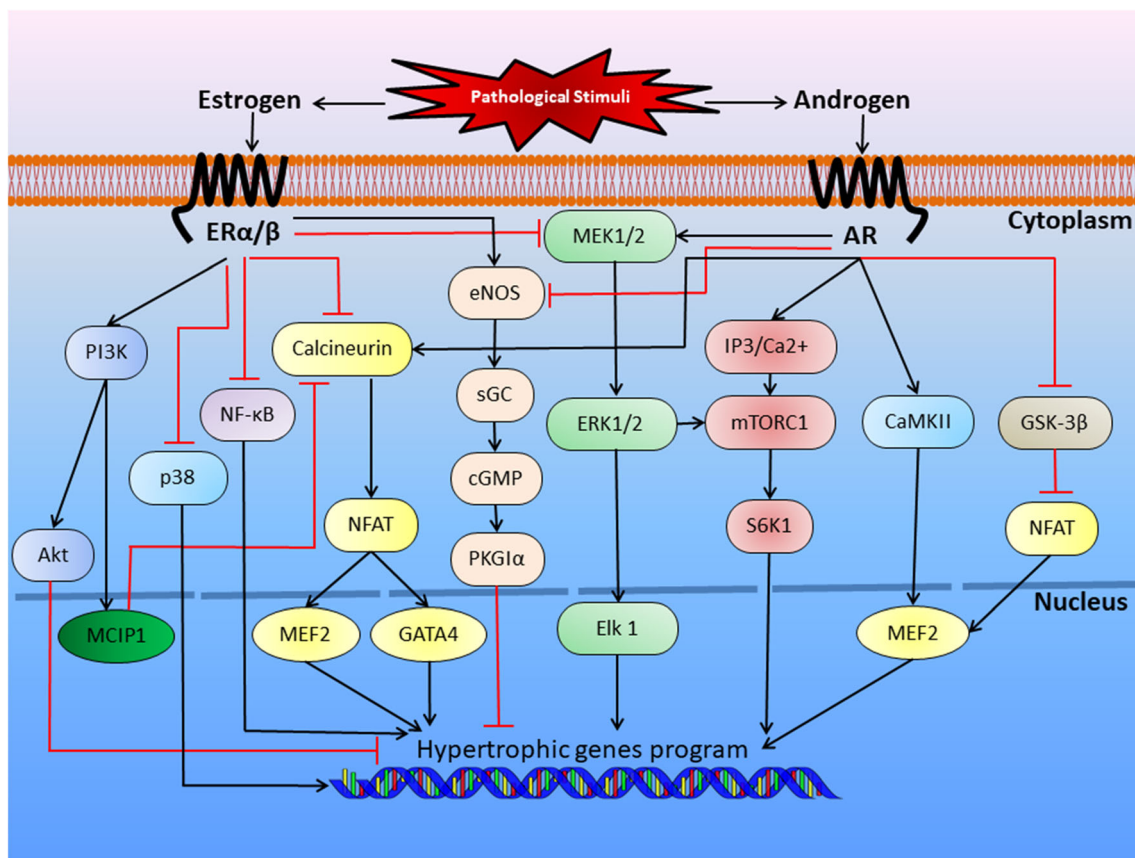 Pathological Stimuli
Estrogen
Androgen
Cytoplasm
ERα/β
MEK1/2
AR
eNOS
PI3K
Calcineurin
IP3/Ca2+
sGC
NF-κB
ERK1/2
mTORC1
CaMKII
GSK-3β
p38
cGMP
NFAT
S6K1
NFAT
Akt
PKGIα
Nucleus
MCIP1
MEF2
GATA4
Elk 1
MEF2
Hypertrophic genes program